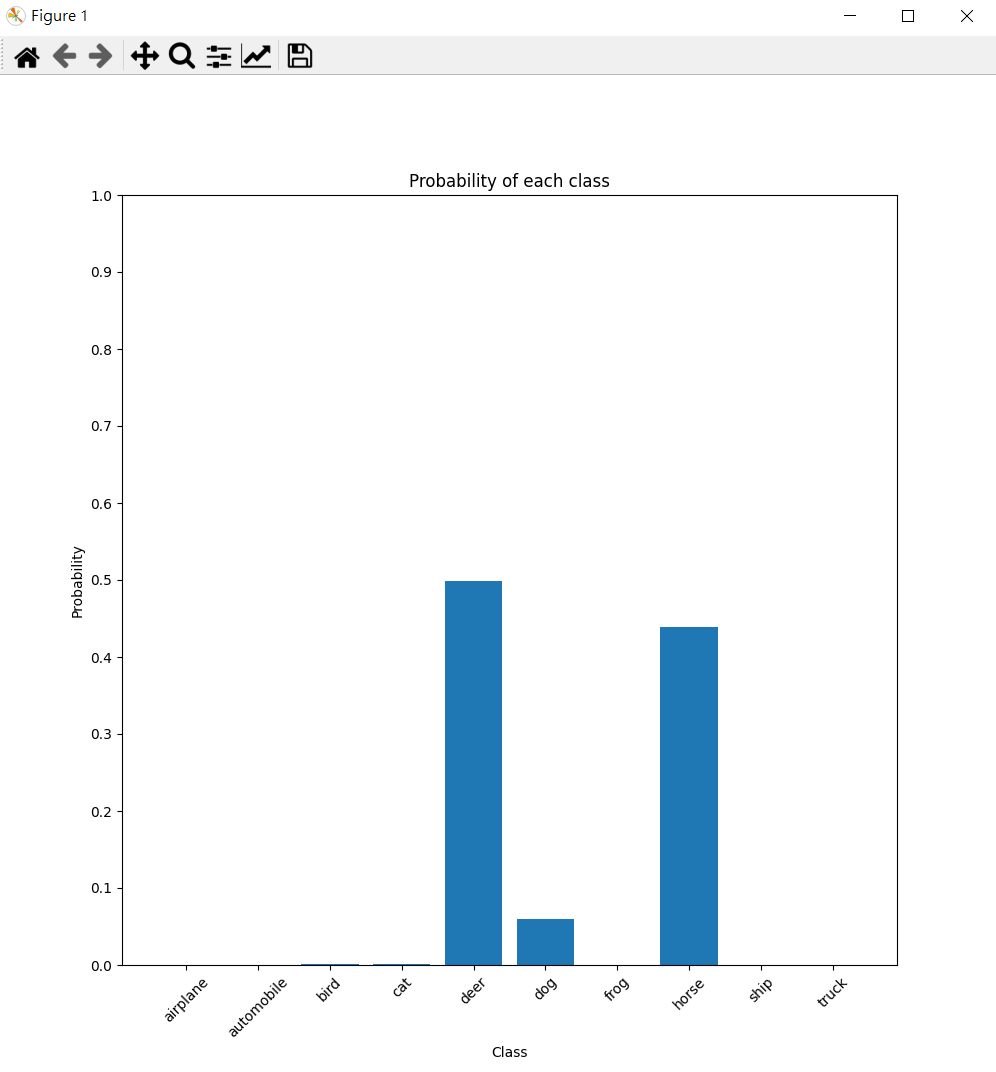 Figure 1
Probability of each class
1.0
0.9
0.8
0.7
0.6
0.5
0.4
0.3
0.2
0.1
0.0
Probability
airplane
automobile
bird
cat
deer
dog
frog
horse
ship
truck
Class